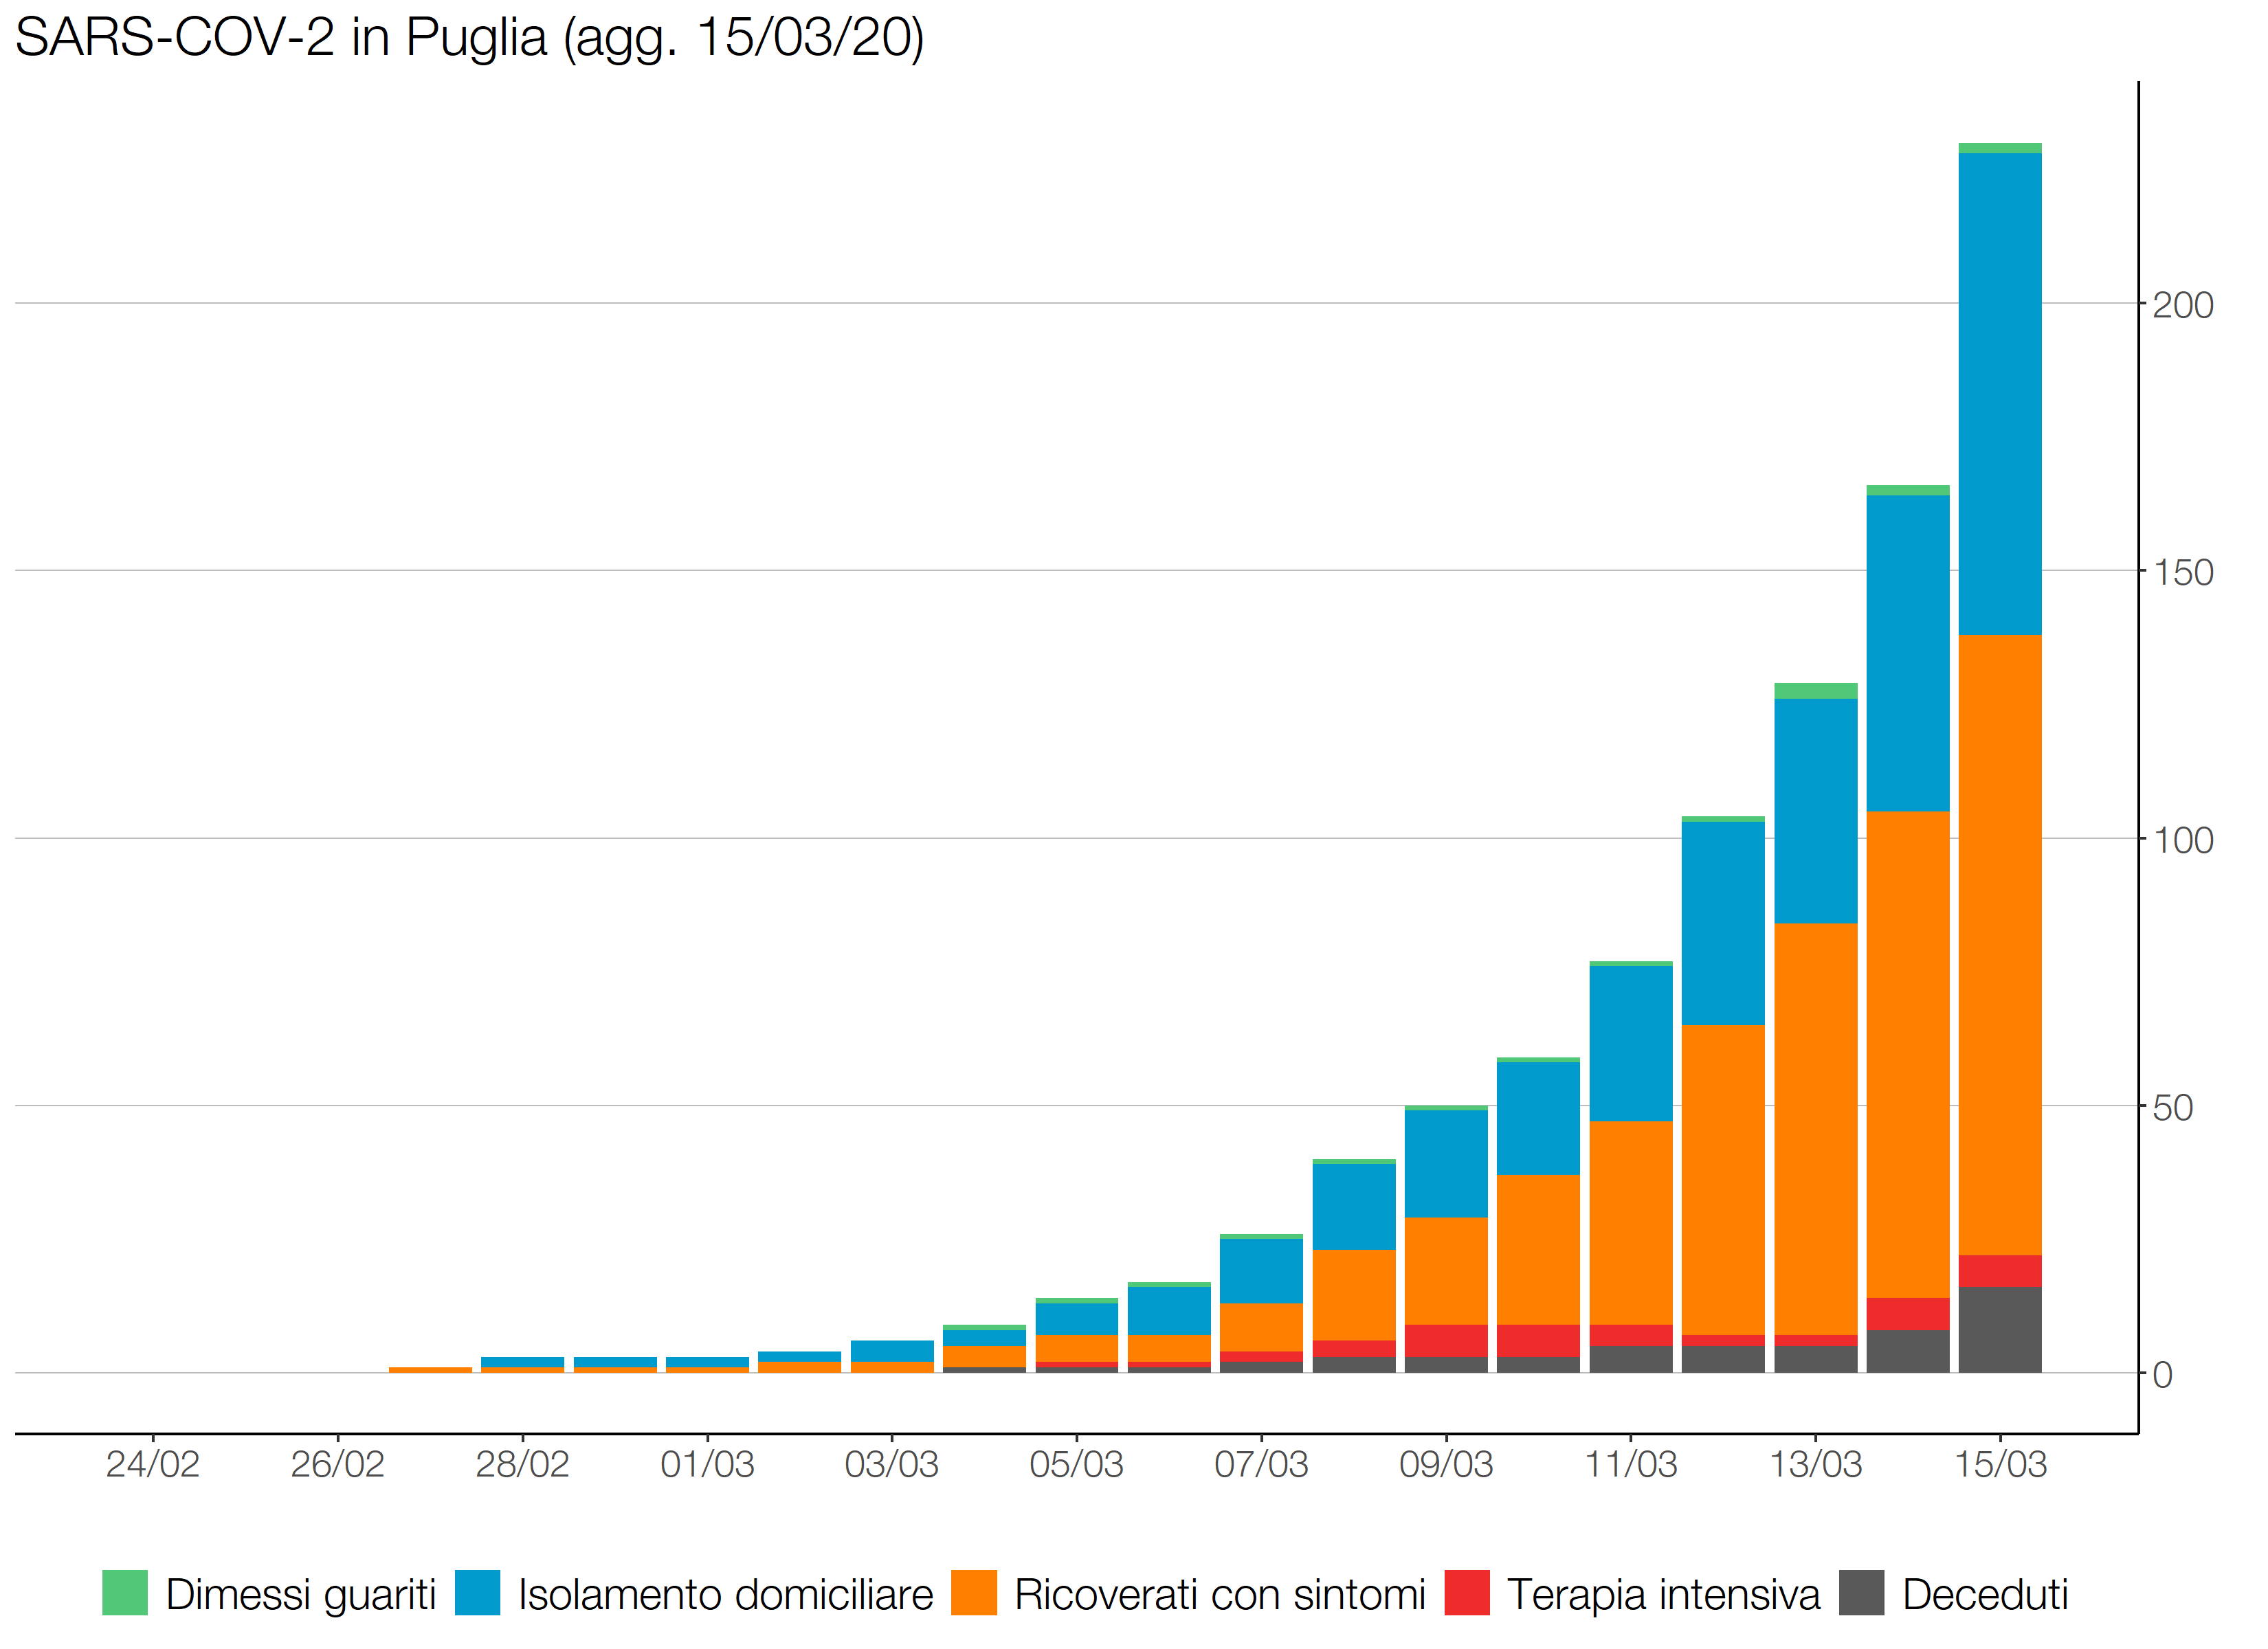 SARS-COV-2 in Puglia (agg. 15/03/20)
200
150
100
50
0
24/02 26/02 28/02 01/03 03/03 05/03 07/03 09/03 11/03 13/03 15/03
Dimessi guariti Isolamento domiciliare Ricoverati con sintomi Terapia intensiva Deceduti